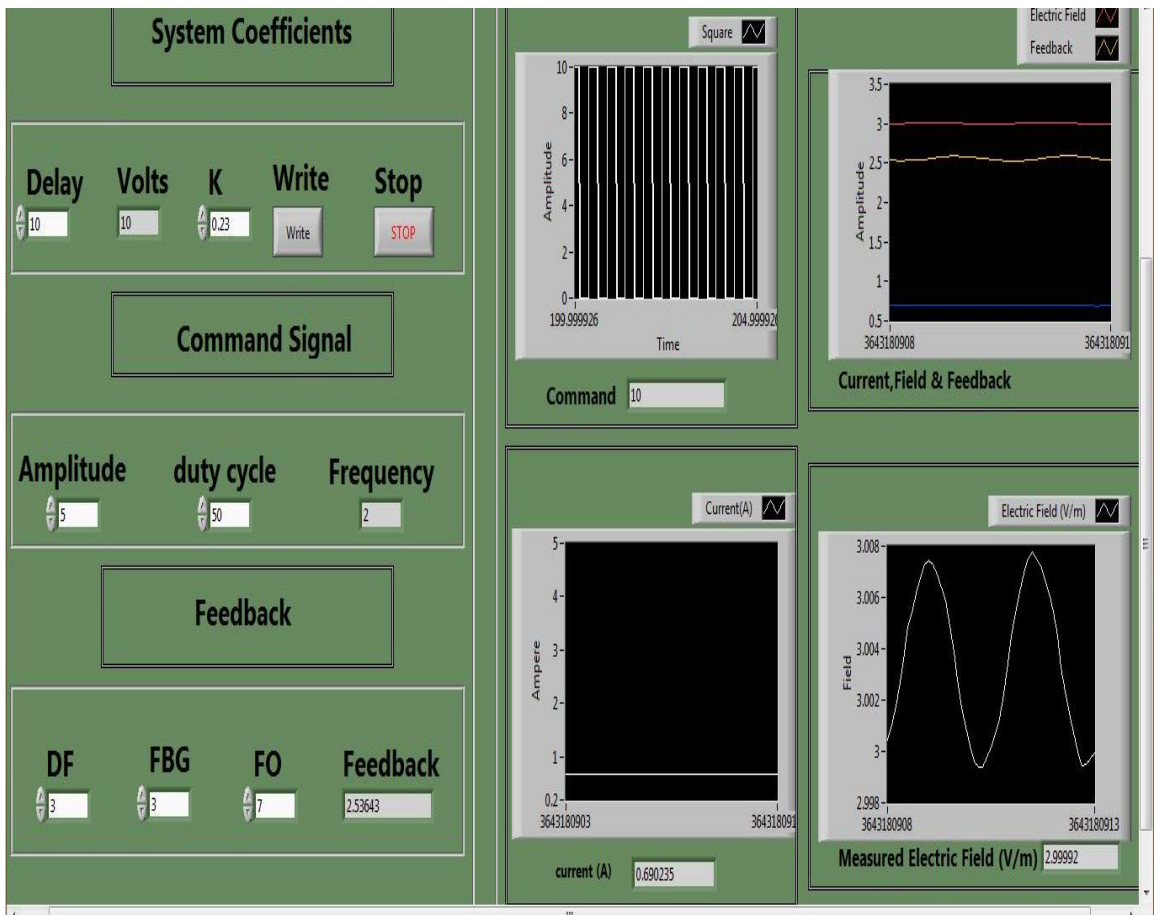 System Coefficients
Delay Volts K Write Stop
10 10 0.23 Write STOP
Command Signal
Amplitude duty cycle Frequency
5 50 2
Feedback
DF FBG FO Feedback
3 3 7 2.53643
Square
Amplitude
10
8
6
4
2
0
199.999926 204.999926
Time
Command 10
Electric Field
Feedback
Amplitude
3.5
3
2.5
2
1.5
1
0.5
3643180908 364318091
Current,Field & Feedback
Current(A)
Ampere
5
4
3
2
1
0.2
3643180903 364318091
current (A) 0.690235
Electric Field (V/m)
Field
3.008
3.006
3.004
3.002
3
2.998
3643180908 3643180913
Measured Electric Field (V/m) 2.99992